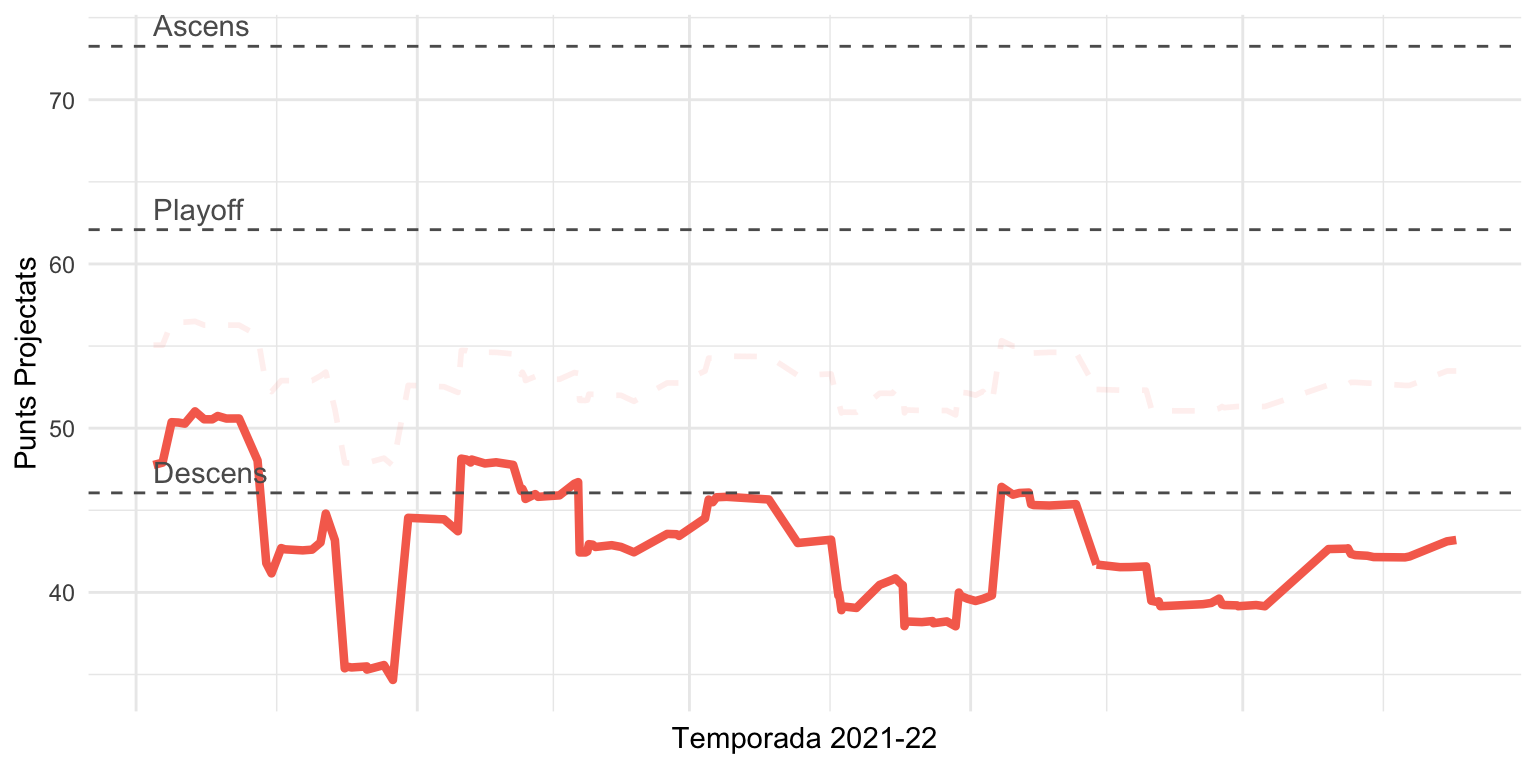 Ascens
70
Playoff
60
Punts Projectats
50
Descens
40
Temporada 2021-22